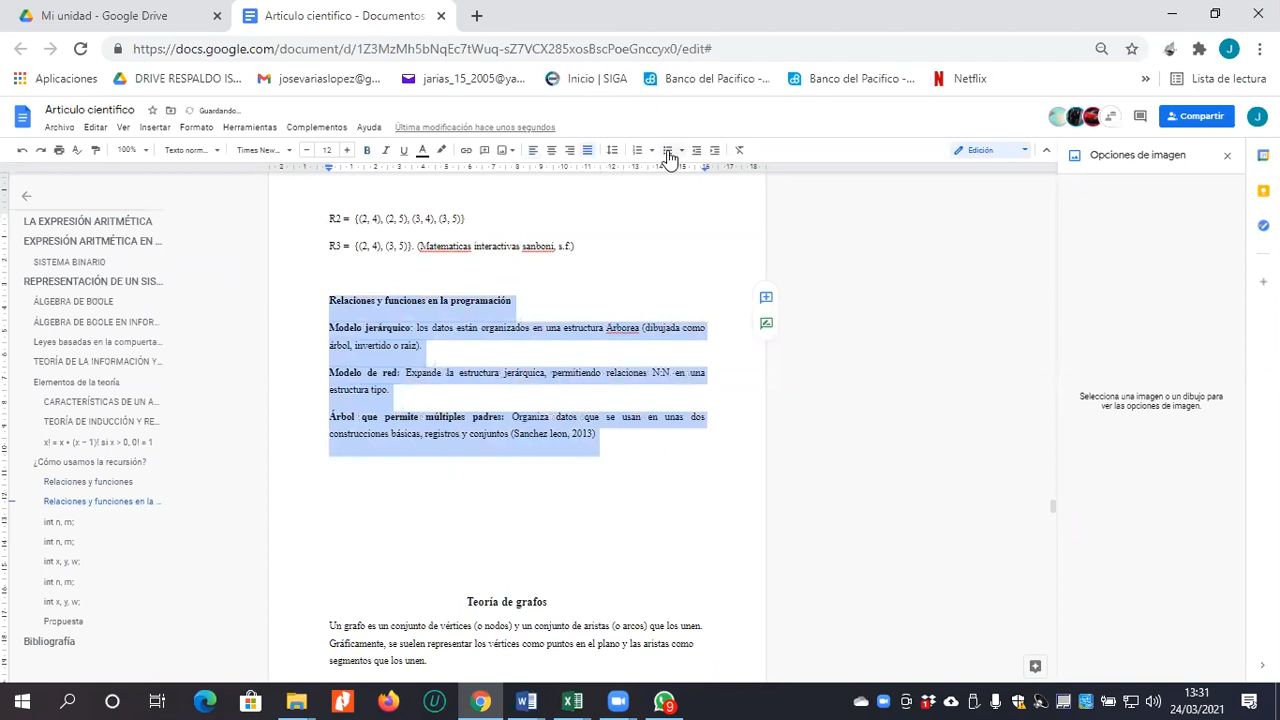 Mi unidad – Google Drive
Articulo cientifico - Documentos
https://docs.google.com/document/d/1Z3MzMh5bNqEc7tWuq-sZ7VCX285xosBscPoeGnccyx0/edit#
Aplicaciones
DRIVE RESPALDO IS...
josevariaslopez@g...
jarias_15_2005@ya...
Inicio | SIGA
Banco del Pacifico -...
Banco del Pacifico -...
Netflix
»
Lista de lectura
Articulo cientifico
Guardando...
Archivo Editar Ver Insertar Formato Herramientas Complementos Ayuda Última modificación hace unos segundos
Compartir
J
100% Texto norm... Times New... 12 Edición
Opciones de imagen
Selecciona una imagen o un dibujo para
ver las opciones de imagen.
LA EXPRESIÓN ARITMÉTICA
EXPRESIÓN ARITMÉTICA EN ...
SISTEMA BINARIO
REPRESENTACIÓN DE UN SIS...
ÁLGEBRA DE BOOLE
ÁLGEBRA DE BOOLE EN INFOR...
Leyes basadas en la compuerta...
TEORÍA DE LA INFORMACIÓN Y...
Elementos de la teoría
CARACTERÍSTICAS DE UN A...
TEORÍA DE INDUCCIÓN Y RE...
x! = x + (x − 1)! si x > 0, 0! = 1
¿Cómo usamos la recursión?
Relaciones y funciones
Relaciones y funciones en la ...
int n, m;
int n, m;
int x, y, w;
int n, m;
int x, y, w;
Propuesta
Bibliografía
R2 = {(2, 4), (2, 5), (3, 4), (3, 5)}
R3 = {(2, 4), (3, 5)}. (Matematicas interactivas sanboni, s.f.)
Relaciones y funciones en la programación
Modelo jerárquico: los datos están organizados en una estructura Arborea (dibujada como
árbol, invertido o raíz).
Modelo de red: Expande la estructura jerárquica, permitiendo relaciones N:N en una
estructura tipo.
Árbol que permite múltiples padres: Organiza datos que se usan en unas dos
construcciones básicas, registros y conjuntos (Sanchez leon, 2013)
Teoría de grafos
Un grafo es un conjunto de vértices (o nodos) y un conjunto de aristas (o arcos) que los unen.
Gráficamente, se suelen representar los vértices como puntos en el plano y las aristas como
segmentos que los unen.
13:31
24/03/2021